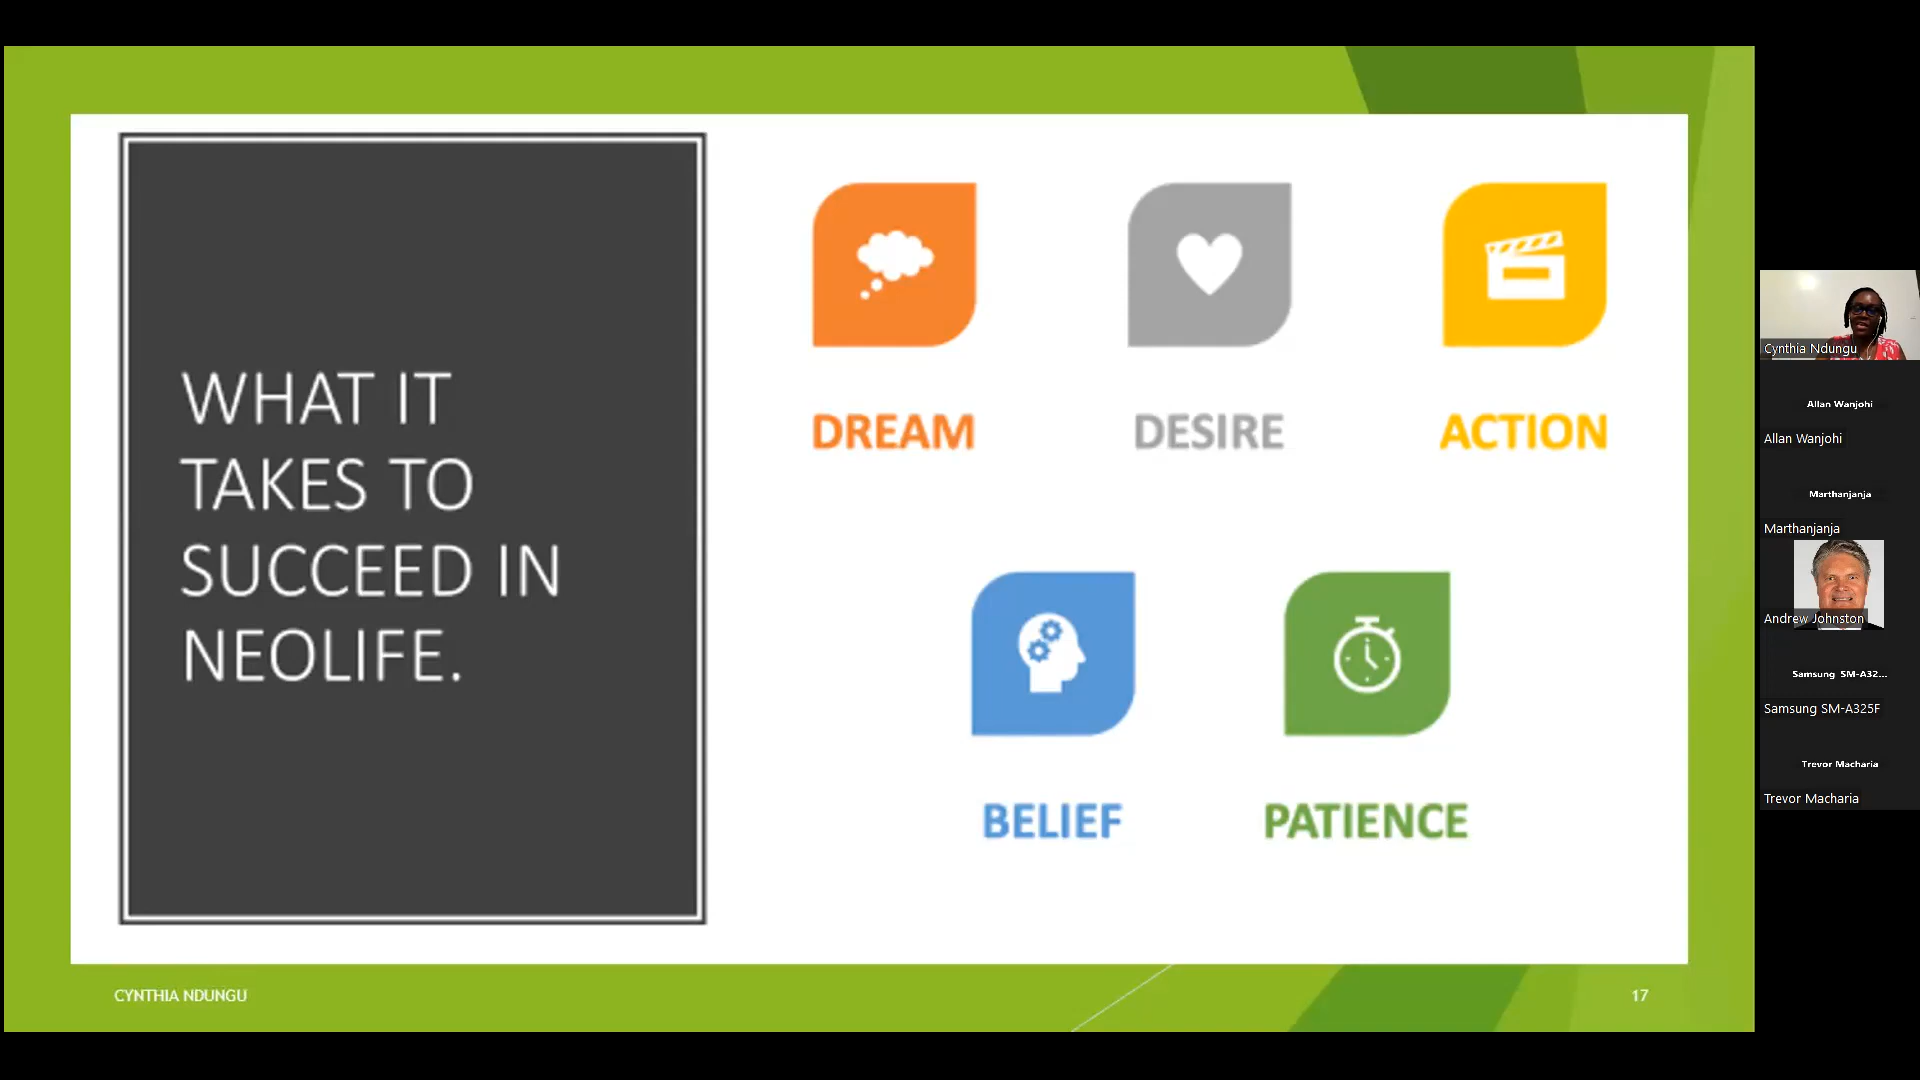 WHAT IT
TAKES TO
SUCCEED IN
NEOLIFE.
DREAM
DESIRE
ACTION
BELIEF
PATIENCE
CYNTHIA NDUNGU
17
Cynthia Ndungu
Allan Wanjohi
Allan Wanjohi
Marthanjanja
Marthanjanja
Andrew Johnston
Samsung SM-A32...
Samsung SM-A325F
Trevor Macharia
Trevor Macharia